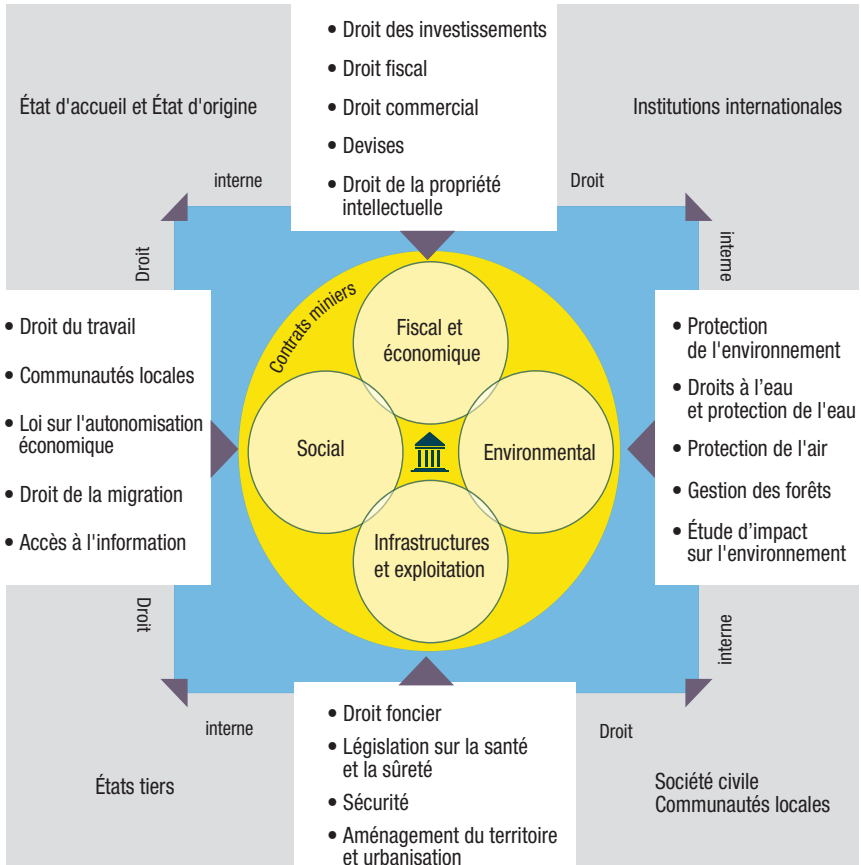 • Droit des investissements
• Droit fiscal
• Droit commercial
• Devises
• Droit de la propriété
intellectuelle
État d'accueil et État d'origine
Institutions internationales
interne
Droit
Droit
interne
• Droit du travail
• Communautés locales
• Loi sur l'autonomisation
économique
• Droit de la migration
• Accès à l'information
Contrats miniers
Fiscal et
économique
Social
Environmental
Infrastructures
et exploitation
• Protection
de l'environnement
• Droits à l’eau
et protection de l'eau
• Protection de l'air
• Gestion des forêts
• Étude d’impact
sur l'environnement
Droit
interne
interne
Droit
États tiers
Société civile
Communautés locales
• Droit foncier
• Législation sur la santé
et la sûreté
• Sécurité
• Aménagement du territoire
et urbanisation